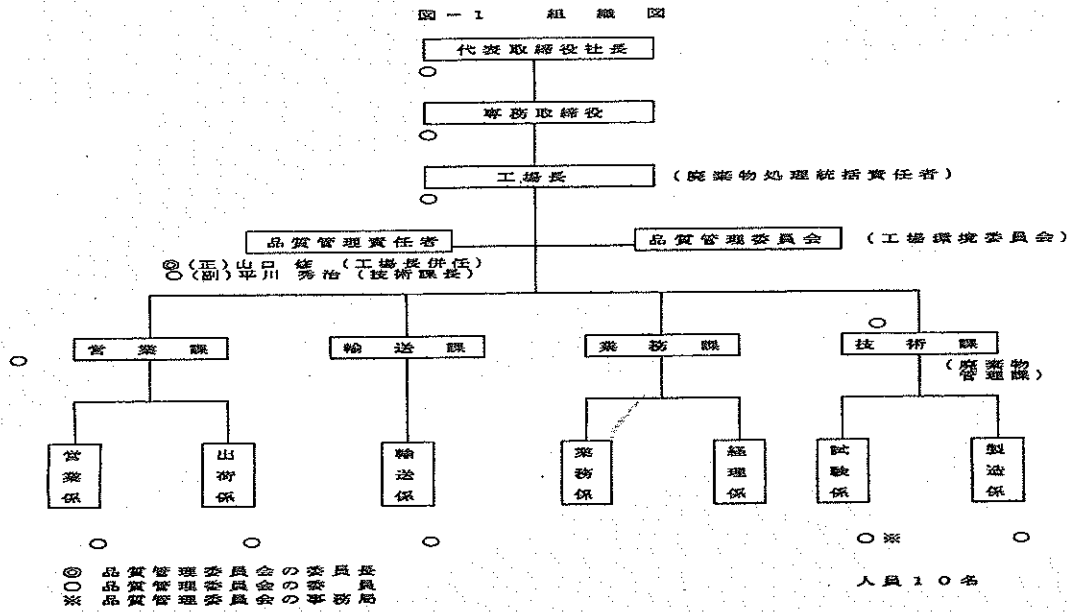 図－1　組織図
代表取締役社長
○
専務取締役
○
工場長　（廃棄物処理統括責任者）
○
品質管理責任者　品質管理委員会　（工場環境委員会）
◎（正）山口　（工場長併任）
○（副）平川　秀治（技術課長）
○
○　営業課　輸送課　業務課　技術課
（廃棄物
管理課）
営業係　出荷係　輸送係　業務係　経理係　試験係　製造係
○　○　○　○※　○
◎　品質管理委員会の委員長
○　品質管理委員会の委　員
※　品質管理委員会の事務局
人員10名